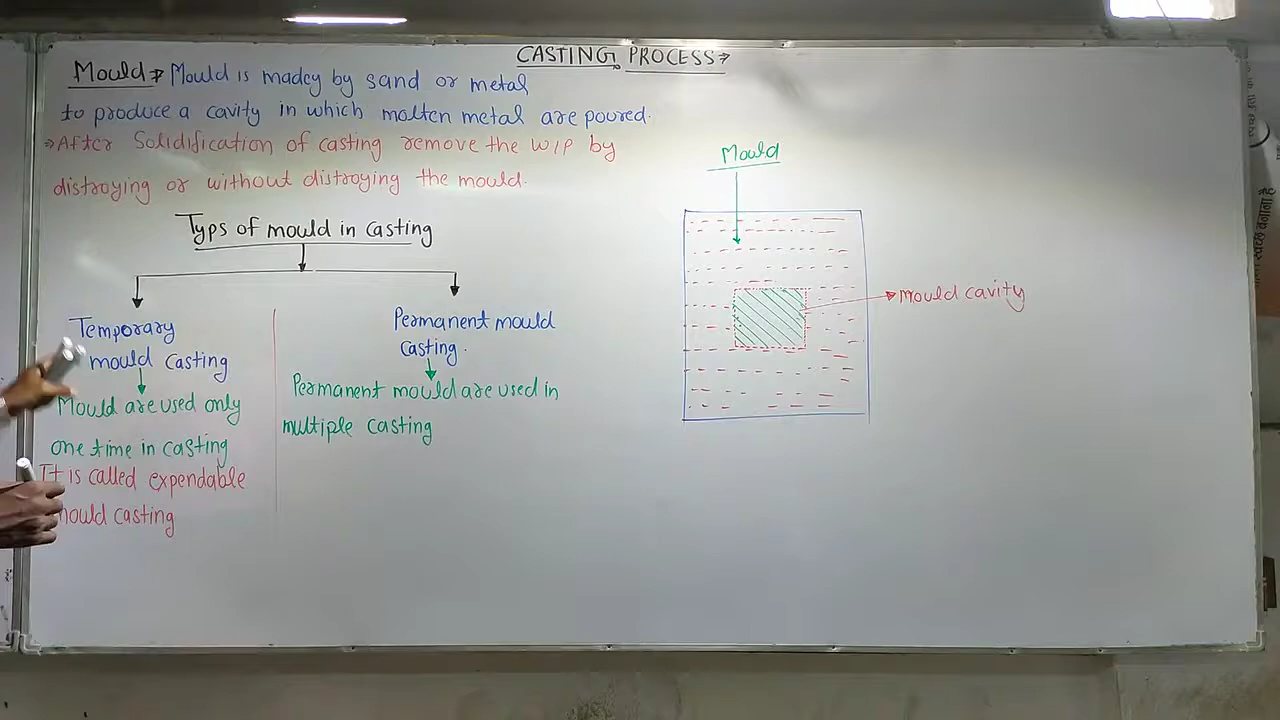 CASTING PROCESS→
Mould→ Mould is madey by sand or metal
to produce a cavity in which molten metal are poured.
→After Solidification of casting remove the W/P by
distroying or without distroying the mould.
Typs of mould in casting
Temporary
mould casting
Mould are used only
one time in casting
It is called expendable
mould casting
Permanent mould
casting.
Permanent mould are used in
multiple casting
Mould
mould cavity
बनाना है